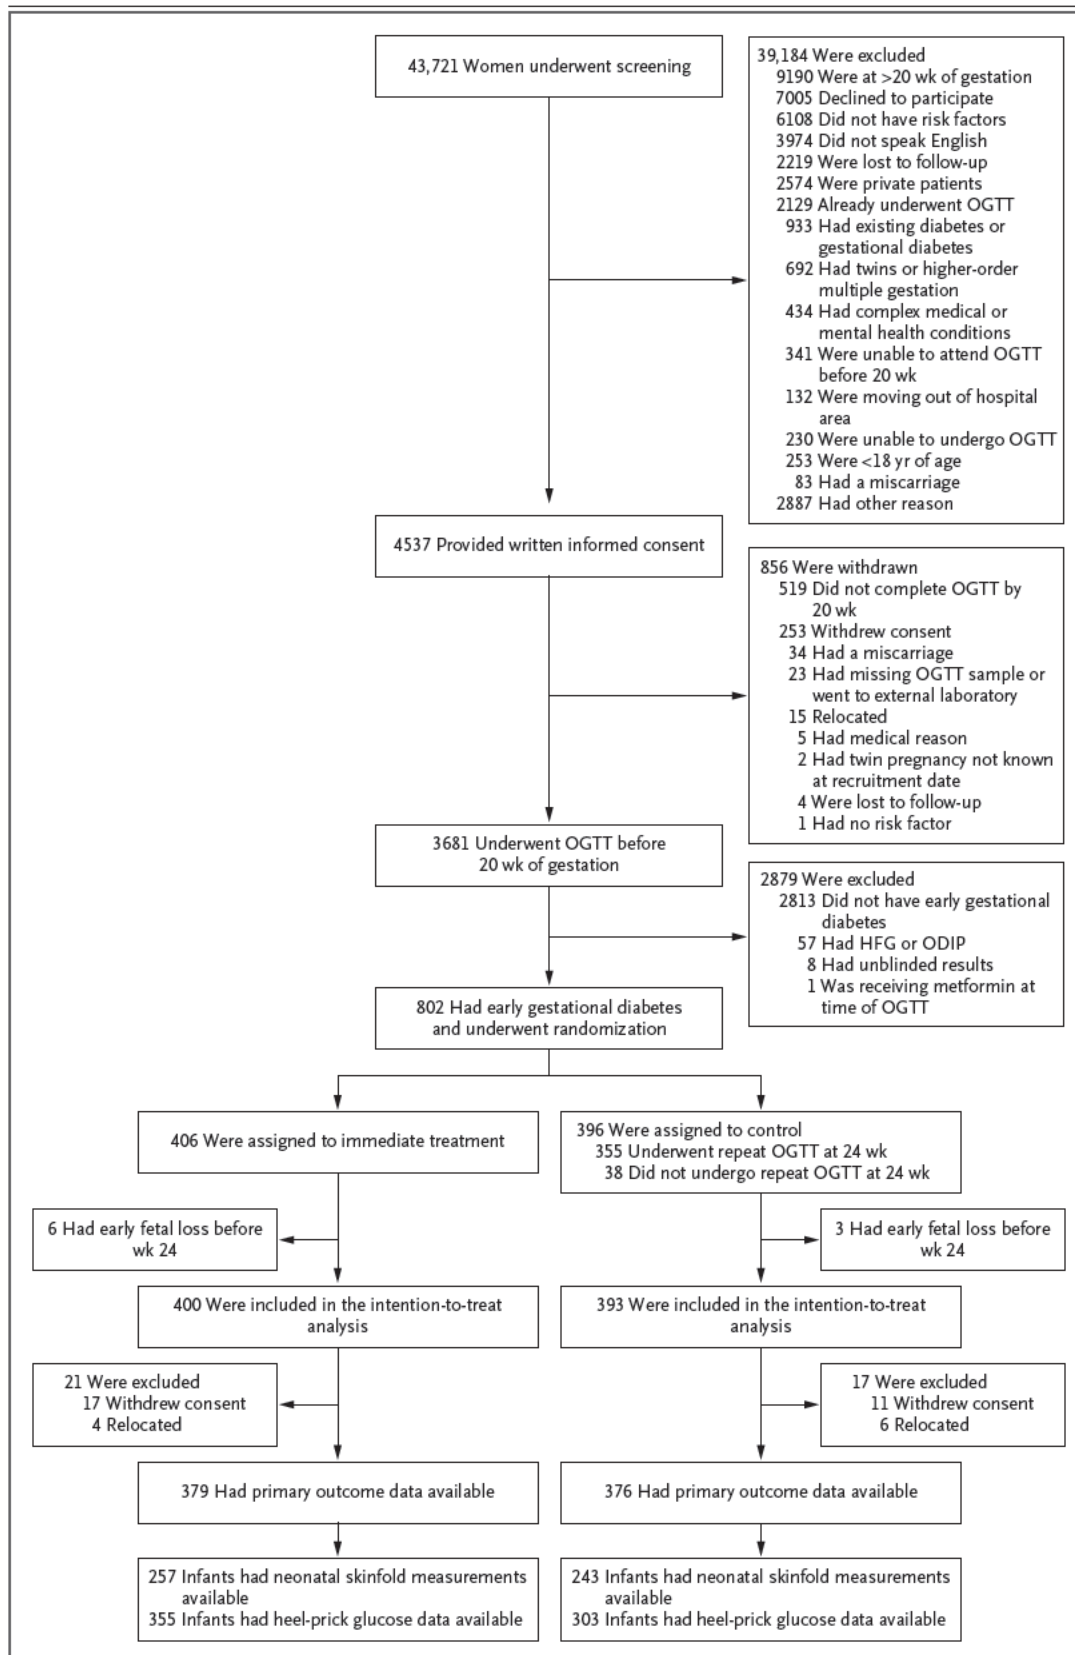 43,721 Women underwent screening
39,184 Were excluded
9190 Were at >20 wk of gestation
7005 Declined to participate
6108 Did not have risk factors
3974 Did not speak English
2219 Were lost to follow-up
2574 Were private patients
2129 Already underwent OGTT
933 Had existing diabetes or
gestational diabetes
692 Had twins or higher-order
multiple gestation
434 Had complex medical or
mental health conditions
341 Were unable to attend OGTT
before 20 wk
132 Were moving out of hospital
area
230 Were unable to undergo OGTT
253 Were <18 yr of age
83 Had a miscarriage
2887 Had other reason
4537 Provided written informed consent
856 Were withdrawn
519 Did not complete OGTT by
20 wk
253 Withdrew consent
34 Had a miscarriage
23 Had missing OGTT sample or
went to external laboratory
15 Relocated
5 Had medical reason
2 Had twin pregnancy not known
at recruitment date
4 Were lost to follow-up
1 Had no risk factor
3681 Underwent OGTT before
20 wk of gestation
2879 Were excluded
2813 Did not have early gestational
diabetes
57 Had HFG or ODIP
8 Had unblinded results
1 Was receiving metformin at
time of OGTT
802 Had early gestational diabetes
and underwent randomization
406 Were assigned to immediate treatment
396 Were assigned to control
355 Underwent repeat OGTT at 24 wk
38 Did not undergo repeat OGTT at 24 wk
6 Had early fetal loss before
wk 24
3 Had early fetal loss before
wk 24
400 Were included in the intention-to-treat
analysis
393 Were included in the intention-to-treat
analysis
21 Were excluded
17 Withdrew consent
4 Relocated
17 Were excluded
11 Withdrew consent
6 Relocated
379 Had primary outcome data available
376 Had primary outcome data available
257 Infants had neonatal skinfold measurements
available
355 Infants had heel-prick glucose data available
243 Infants had neonatal skinfold measurements
available
303 Infants had heel-prick glucose data available